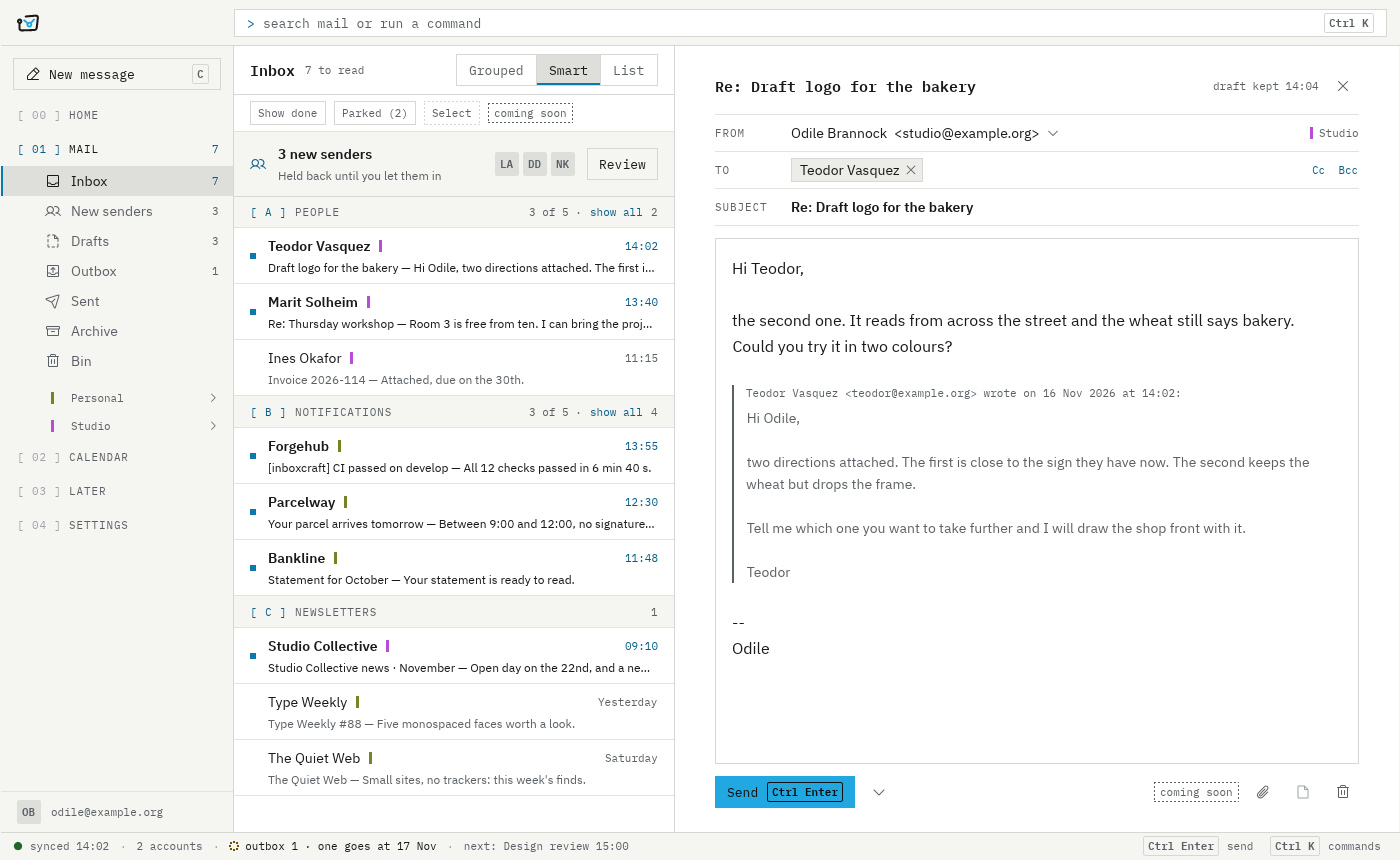 > search mail or run a command
Ctrl K
New message
C
[ 00 ] HOME
[ 01 ] MAIL 7
Inbox 7
New senders 3
Drafts 3
Outbox 1
Sent
Archive
Bin
Personal
Studio
[ 02 ] CALENDAR
[ 03 ] LATER
[ 04 ] SETTINGS
OB odile@example.org
Inbox 7 to read
Grouped Smart List
Show done Parked (2) Select coming soon
3 new senders
Held back until you let them in
LA DD NK Review
[ A ] PEOPLE 3 of 5 · show all 2
Teodor Vasquez 14:02
Draft logo for the bakery — Hi Odile, two directions attached. The first i...
Marit Solheim 13:40
Re: Thursday workshop — Room 3 is free from ten. I can bring the proj...
Ines Okafor 11:15
Invoice 2026-114 — Attached, due on the 30th.
[ B ] NOTIFICATIONS 3 of 5 · show all 4
Forgehub 13:55
[inboxcraft] CI passed on develop — All 12 checks passed in 6 min 40 s.
Parcelway 12:30
Your parcel arrives tomorrow — Between 9:00 and 12:00, no signature...
Bankline 11:48
Statement for October — Your statement is ready to read.
[ C ] NEWSLETTERS 1
Studio Collective 09:10
Studio Collective news · November — Open day on the 22nd, and a ne...
Type Weekly Yesterday
Type Weekly #88 — Five monospaced faces worth a look.
The Quiet Web Saturday
The Quiet Web — Small sites, no trackers: this week's finds.
Re: Draft logo for the bakery
draft kept 14:04
FROM Odile Brannock <studio@example.org> Studio
TO Teodor Vasquez Cc Bcc
SUBJECT Re: Draft logo for the bakery
Hi Teodor,
the second one. It reads from across the street and the wheat still says bakery.
Could you try it in two colours?
Teodor Vasquez <teodor@example.org> wrote on 16 Nov 2026 at 14:02:
Hi Odile,
two directions attached. The first is close to the sign they have now. The second keeps the
wheat but drops the frame.
Tell me which one you want to take further and I will draw the shop front with it.
Teodor
--
Odile
Send Ctrl Enter
coming soon
synced 14:02 · 2 accounts · outbox 1 · one goes at 17 Nov · next: Design review 15:00
Ctrl Enter send Ctrl K commands